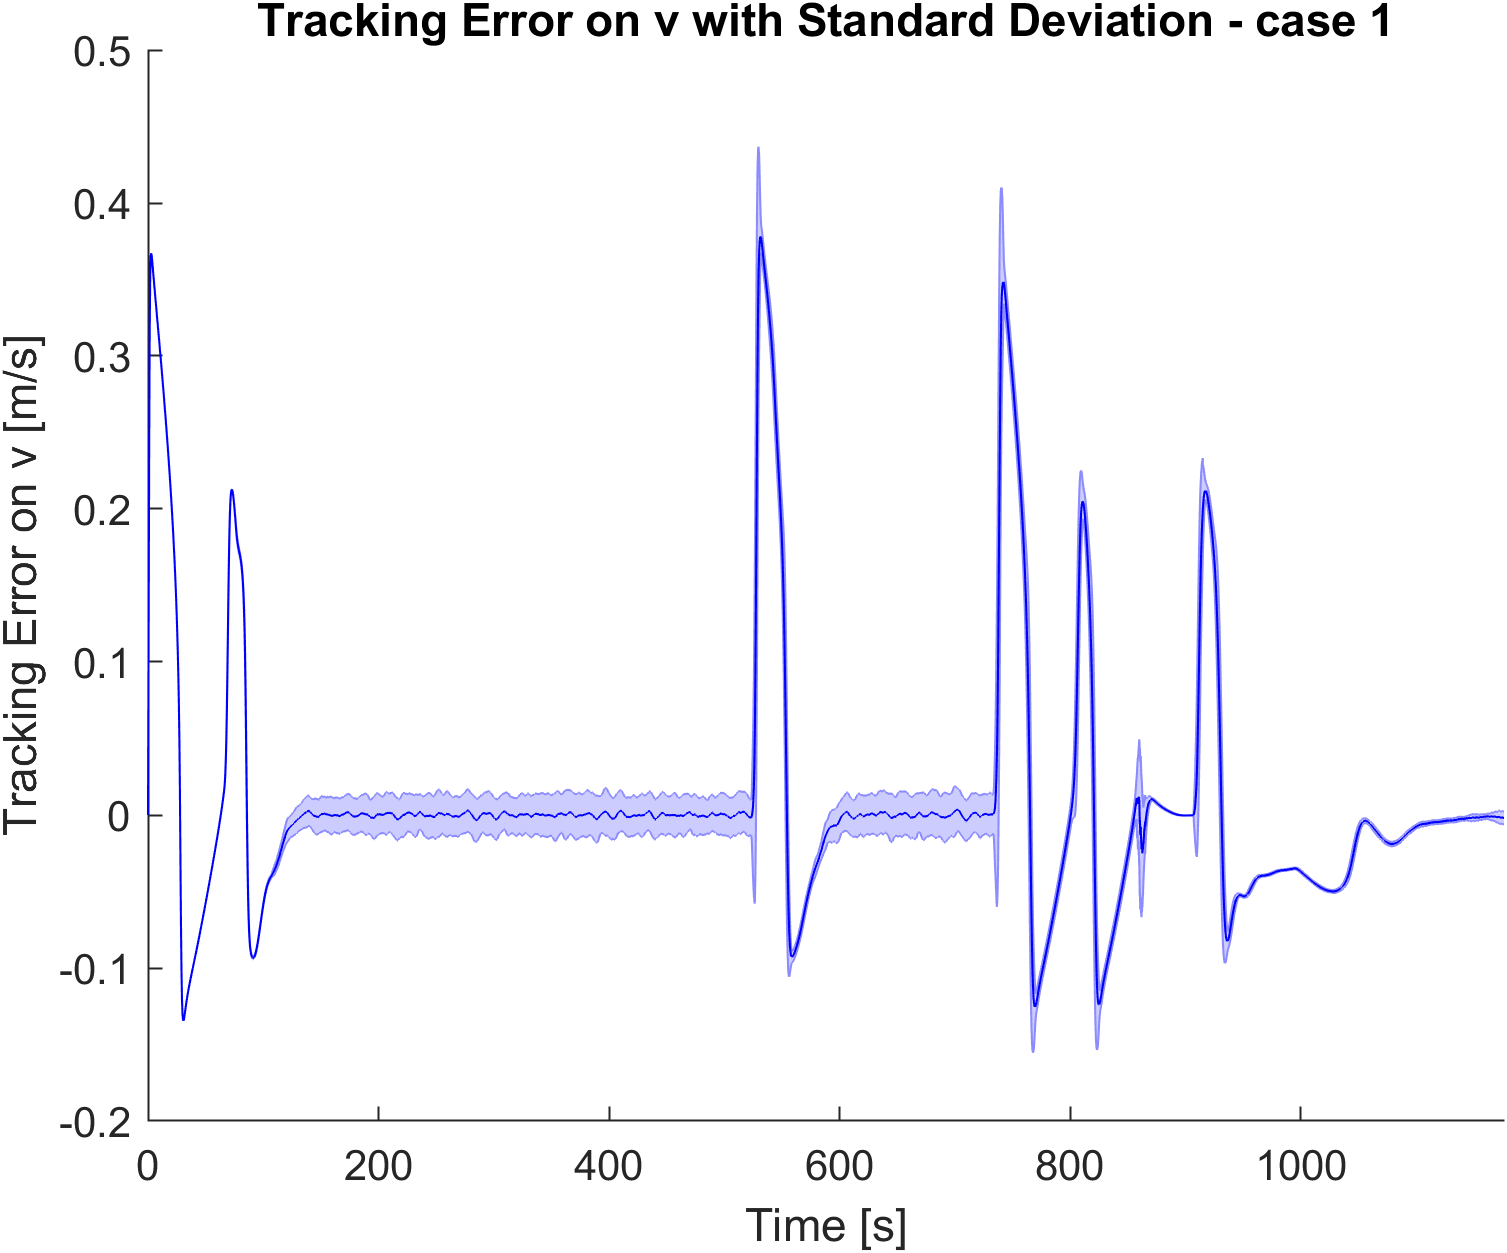 Tracking Error on v with Standard Deviation - case 1
0.5
0.4
0.3
0.2
0.1
0
-0.1
-0.2
Tracking Error on v [m/s]
0 200 400 600 800 1000
Time [s]